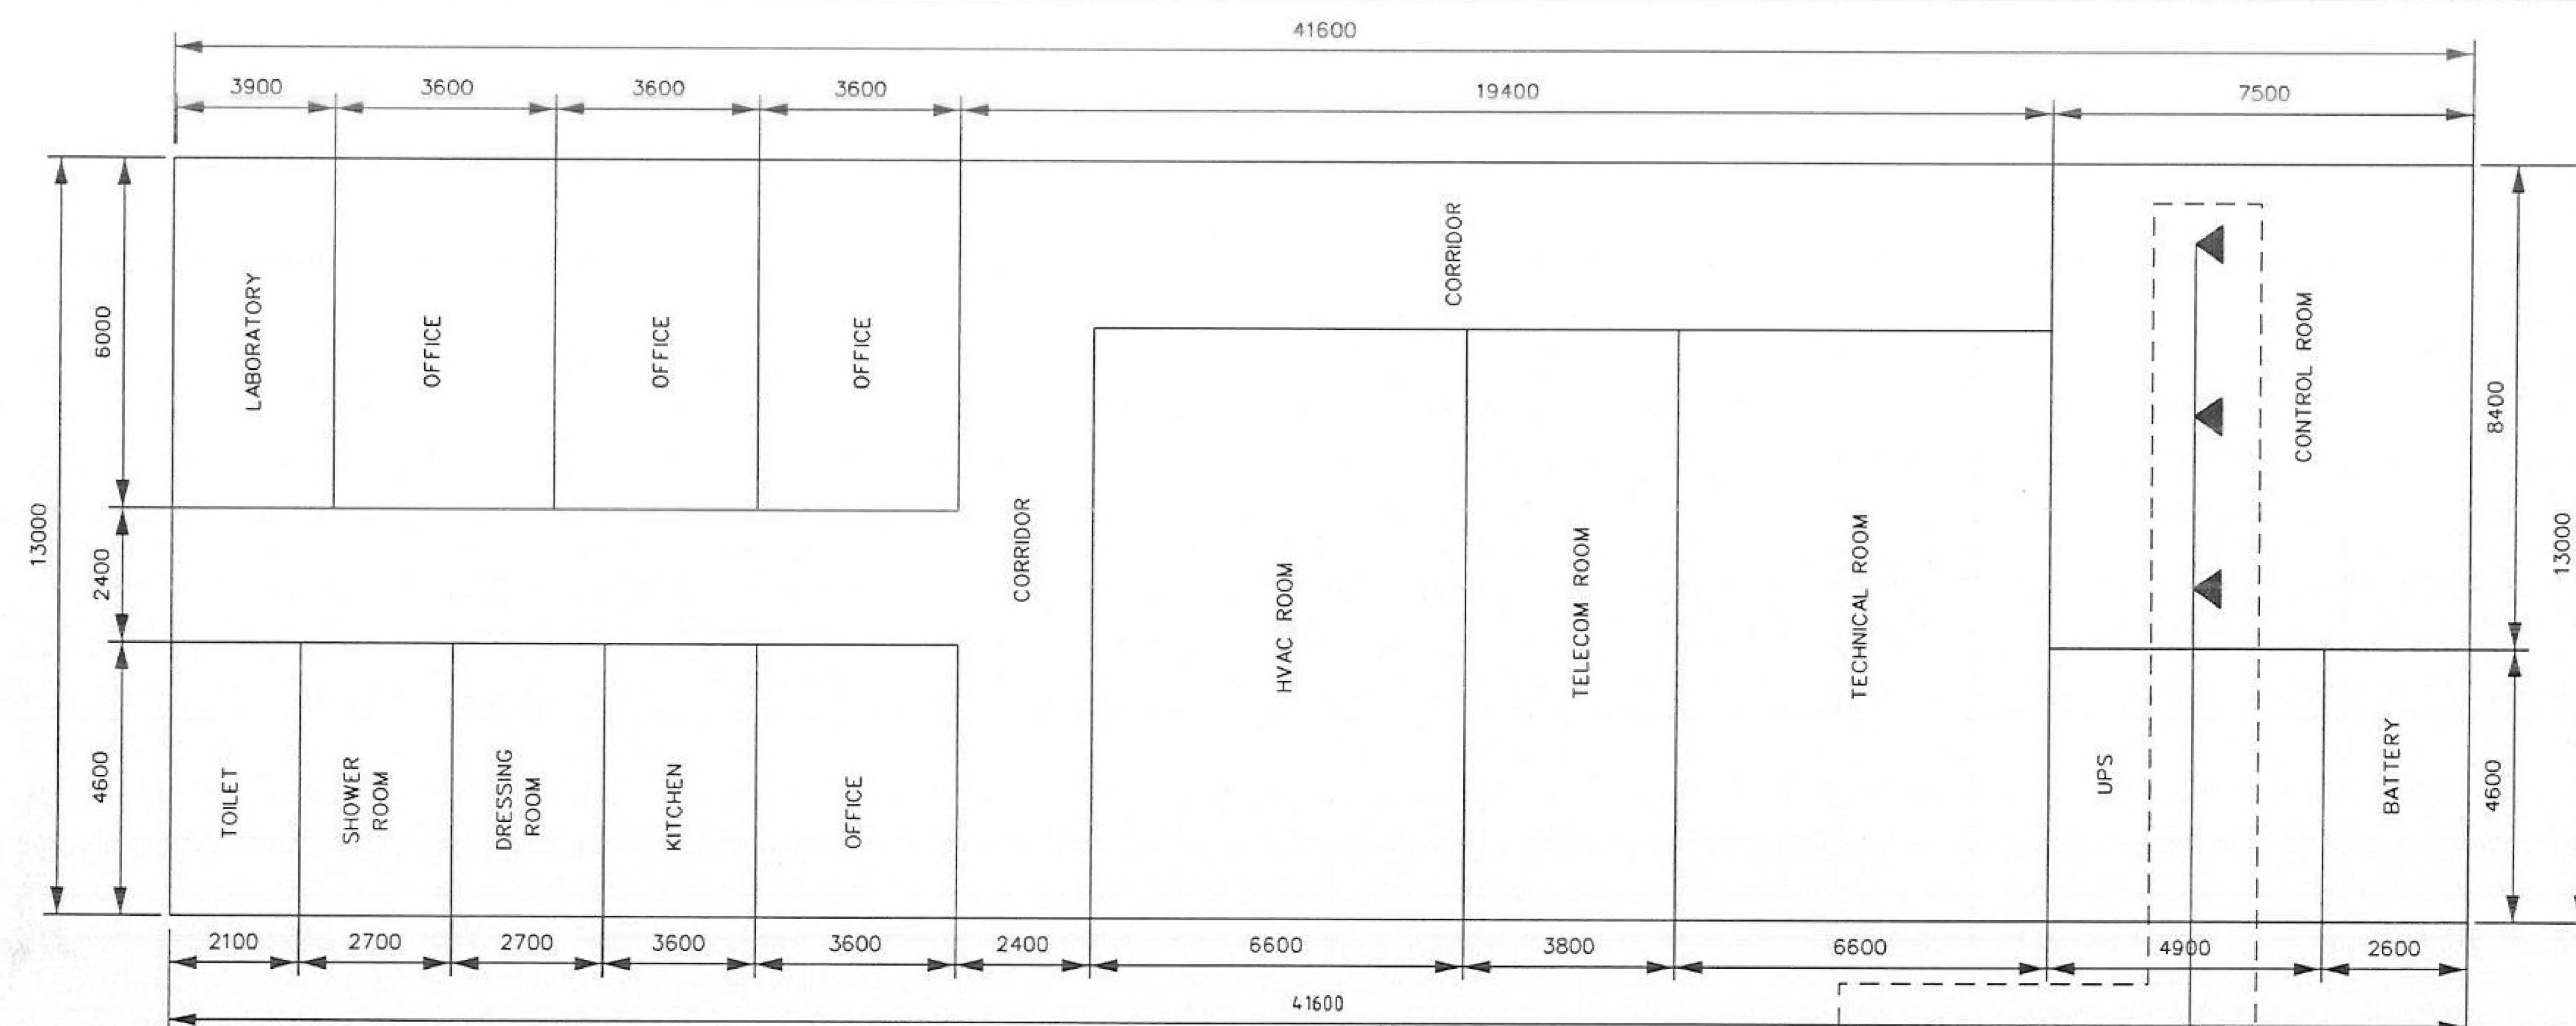 41600
3900
3600
3600
3600
19400
7500
LABORATORY
OFFICE
OFFICE
OFFICE
CORRIDOR
CONTROL ROOM
6000
8400
13000
2400
CORRIDOR
HVAC ROOM
TELECOM ROOM
TECHNICAL ROOM
13000
4600
TOILET
SHOWER
ROOM
DRESSING
ROOM
KITCHEN
OFFICE
UPS
BATTERY
4600
2100
2700
2700
3600
3600
2400
6600
3800
6600
4900
2600
41600